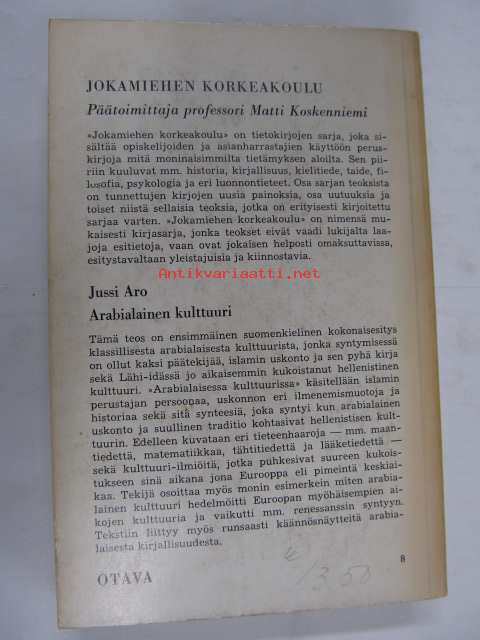 JOKAMIEHEN KORKEAKOULU
Päätoimittaja professori Matti Koskenniemi
»Jokamiehen korkeakoulu» on tietokirjojen sarja, joka si-
sältää opiskelijoiden ja asianharrastajien käyttöön perus-
kirjoja mitä moninaisimmilta tietämyksen aloilta. Sen pii-
riin kuuluvat mm. historia, kirjallisuus, kielitiede, taide, fi-
losofia, psykologia ja eri luonnontieteet. Osa sarjan teoksista
on tunnettujen kirjojen uusia painoksia, osa uutuuksia ja
toiset niistä sellaisia teoksia, jotka on erityisesti kirjoitettu
sarjaa varten. »Jokamiehen korkeakoulu» on nimensä mu-
kaisesti kirjasarja, jonka teokset eivät vaadi lukijalta laa-
joja esitietoja, vaan ovat jokaisen helposti omaksuttavissa,
esitystavaltaan yleistajuisia ja kiinnostavia.
Antikvariaatti.net
Jussi Aro
Arabialainen kulttuuri
Tämä teos on ensimmäinen suomenkielinen kokonaisesitys
klassillisesta arabialaisesta kulttuurista, jonka syntymisessä
on ollut kaksi päätekijää, islamin uskonto ja sen pyhä kirja
sekä Lähi-idässä jo aikaisemmin kukoistanut hellenistinen
perustajan persoonaa, uskonnon eri ilmenemismuotoja ja
kulttuuri. »Arabialaisessa kulttuurissa» käsitellään islamin
historiaa sekä sitä synteesiä, joka syntyi kun arabialainen
uskonto ja suullinen traditio kohtasivat hellenistisen kult-
tuurin. Edelleen kuvataan eri tieteenhaaroja — mm. maan-
tiedettä, matematiikkaa, tähtitiedettä ja lääketiedettä —
sekä kulttuuri-ilmiöitä, jotka puhkesivat suureen kukois-
tukseen sinä aikana jona Eurooppa eli pimeintä keskiai-
kaa. Tekijä osoittaa myös monin esimerkein miten arabia-
lainen kulttuuri hedelmöitti Euroopan myöhäisempien ai-
kojen kulttuuria ja vaikutti mm. renessanssin syntyyn.
Tekstiin liittyy myös runsaasti käännösnäytteitä arabia-
laisesta kirjallisuudesta.
8
OTAVA
13 50